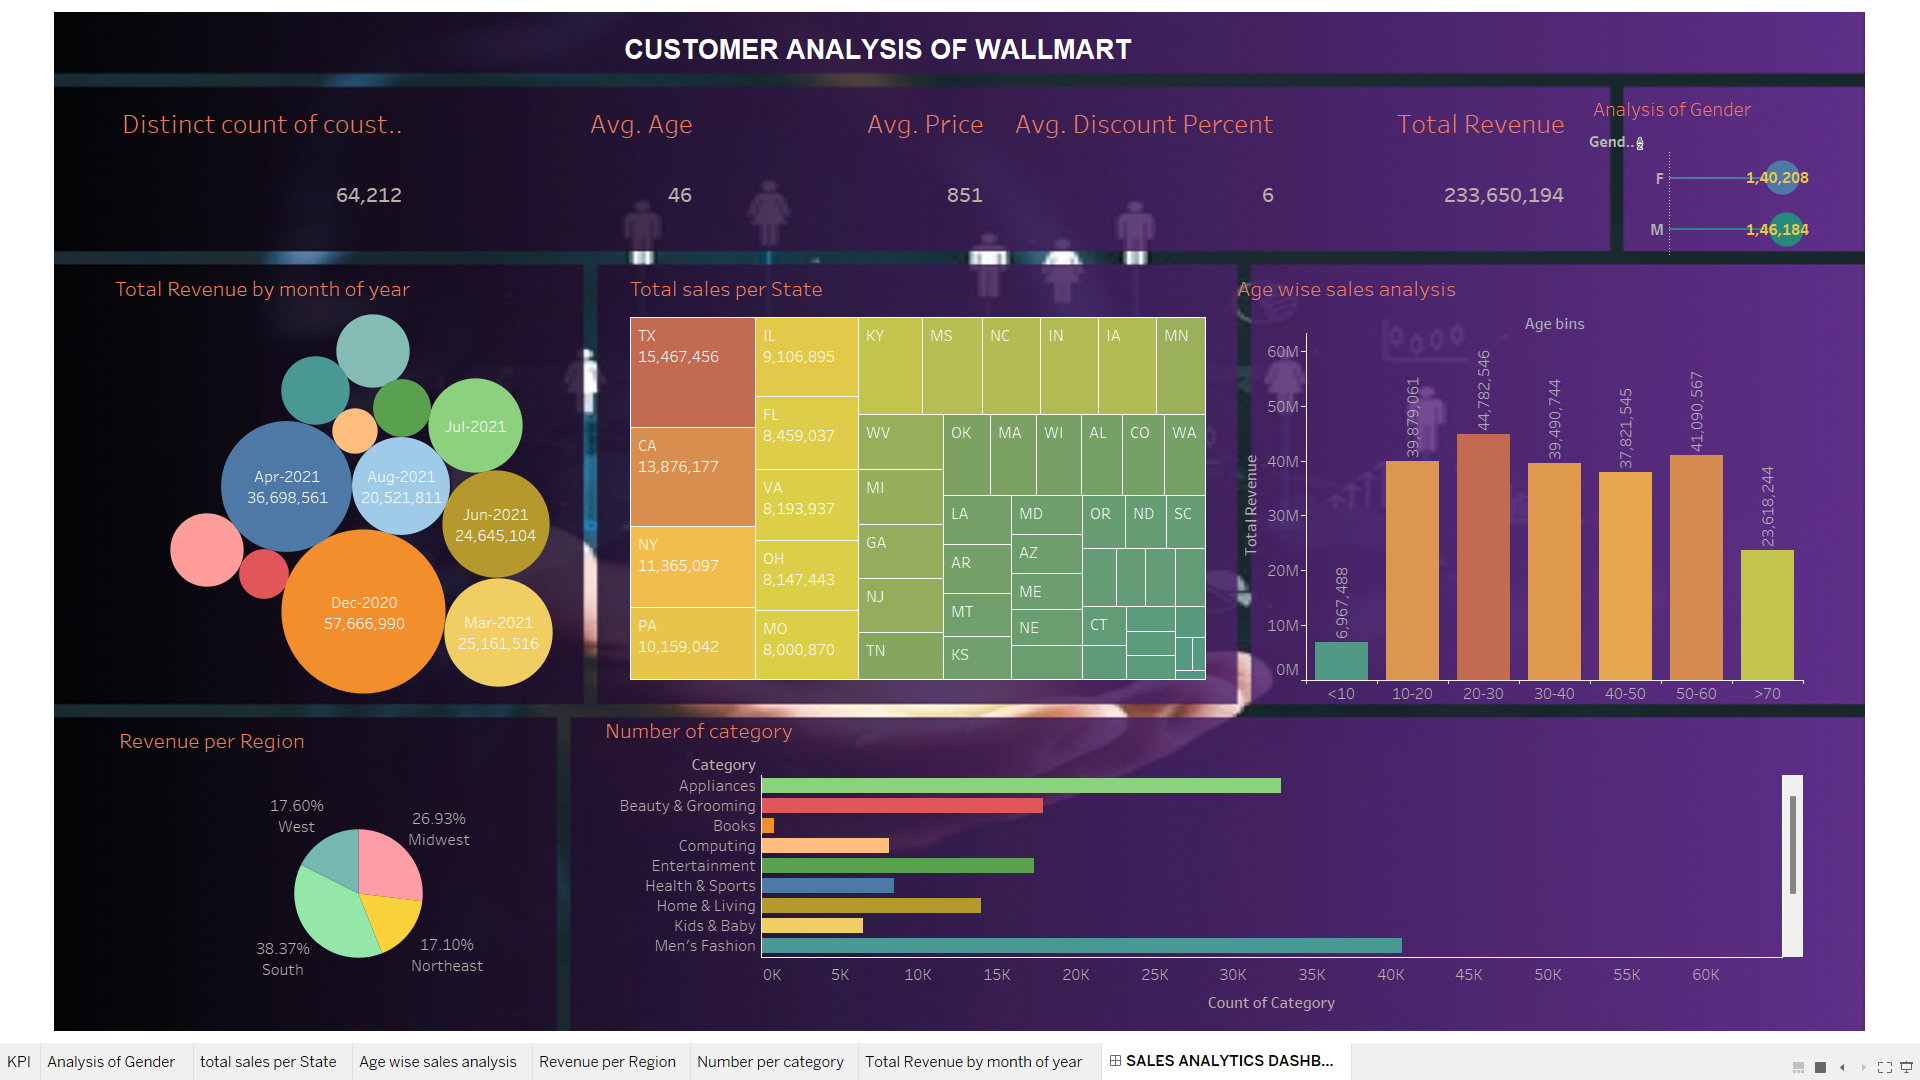 CUSTOMER ANALYSIS OF WALLMART
Distinct count of coust..
Avg. Age
Avg. Price
Avg. Discount Percent
Total Revenue
64,212
46
851
6
233,650,194
Analysis of Gender
Gend..
F
1,40,208
M
1,46,184
Total Revenue by month of year
Jul-2021
Apr-2021
36,698,561
Aug-2021
20,521,811
Jun-2021
24,645,104
Dec-2020
57,666,990
Mar-2021
25,161,516
Total sales per State
TX
15,467,456
CA
13,876,177
NY
11,365,097
PA
10,159,042
IL
9,106,895
FL
8,459,037
VA
8,193,937
OH
8,147,443
MO
8,000,870
KY
MS
NC
IN
IA
MN
WV
MI
GA
NJ
TN
OK
MA
WI
AL
CO
WA
LA
AR
MT
KS
MD
AZ
ME
NE
OR
ND
SC
CT
Age wise sales analysis
Age bins
Total Revenue
60M
50M
40M
30M
20M
10M
0M
6,967,488
39,879,061
44,782,546
39,490,744
37,821,545
41,090,567
23,618,244
<10
10-20
20-30
30-40
40-50
50-60
>70
Revenue per Region
17.60%
West
26.93%
Midwest
38.37%
South
17.10%
Northeast
Number of category
Category
Appliances
Beauty & Grooming
Books
Computing
Entertainment
Health & Sports
Home & Living
Kids & Baby
Men's Fashion
0K
5K
10K
15K
20K
25K
30K
35K
40K
45K
50K
55K
60K
Count of Category
KPI
Analysis of Gender
total sales per State
Age wise sales analysis
Revenue per Region
Number per category
Total Revenue by month of year
SALES ANALYTICS DASHB...